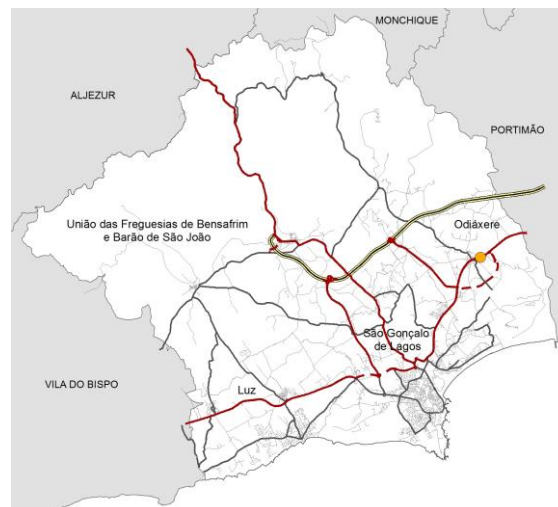 MONCHIQUE
ALJEZUR
PORTIMÃO
União das Freguesias de Bensafrim
e Barão de São João
Odiáxere
São Gonçalo
de Lagos
VILA DO BISPO
Luz